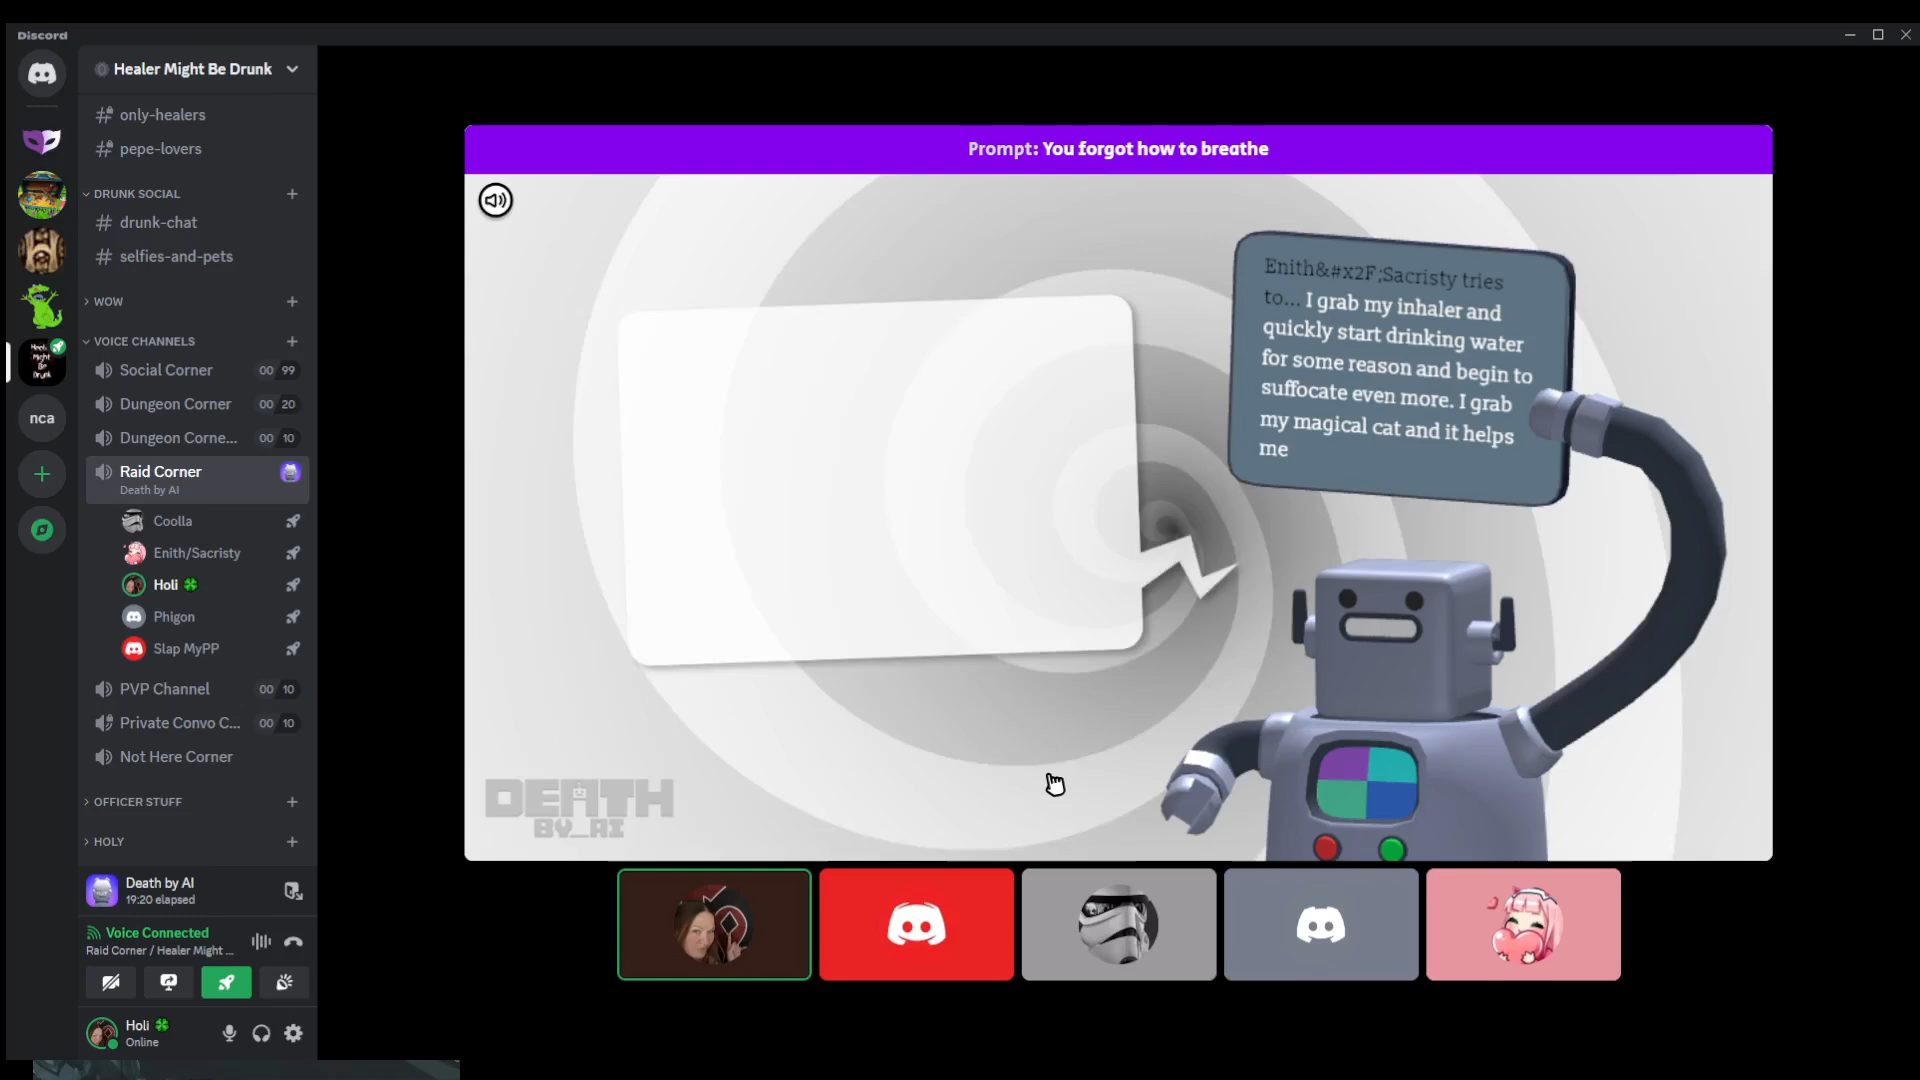 Discord
Healer Might Be Drunk
only-healers
pepe-lovers
DRUNK SOCIAL
drunk-chat
selfies-and-pets
WOW
VOICE CHANNELS
Social Corner 00 99
Dungeon Corner 00 20
Dungeon Corne... 00 10
Raid Corner
Death by AI
Coolla
Enith/Sacristy
Holi
Phigon
Slap MyPP
PVP Channel 00 10
Private Convo C... 00 10
Not Here Corner
OFFICER STUFF
HOLY
Death by AI
19:20 elapsed
Voice Connected
Raid Corner / Healer Might ...
Holi
Online
Healer
Might
Be
Drunk
nca
Prompt: You forgot how to breathe
Enith&#x2F;Sacristy tries
to... I grab my inhaler and
quickly start drinking water
for some reason and begin to
suffocate even more. I grab
my magical cat and it helps
me
DEATH
BY_AI